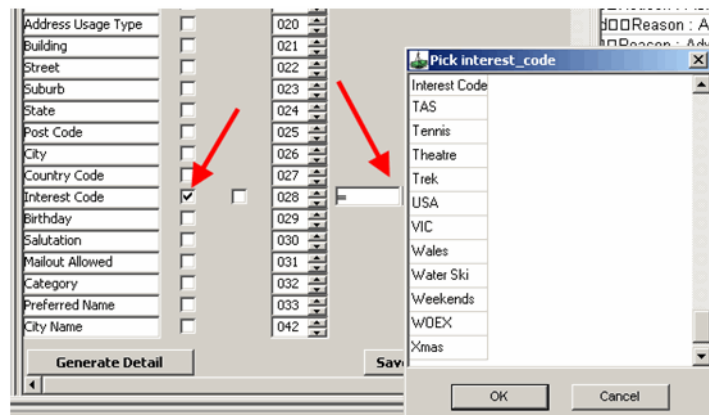 dReason : A
Address Usage Type 020
Building 021
Street 022
Suburb 023
State 024
Post Code 025
City 026
Country Code 027
Interest Code 028 =
Birthday 029
Salutation 030
Mailout Allowed 031
Category 032
Preferred Name 033
City Name 042
Generate Detail
Sav
Pick interest_code
Interest Code
TAS
Tennis
Theatre
Trek
USA
VIC
Wales
Water Ski
Weekends
WOEX
Xmas
OK Cancel